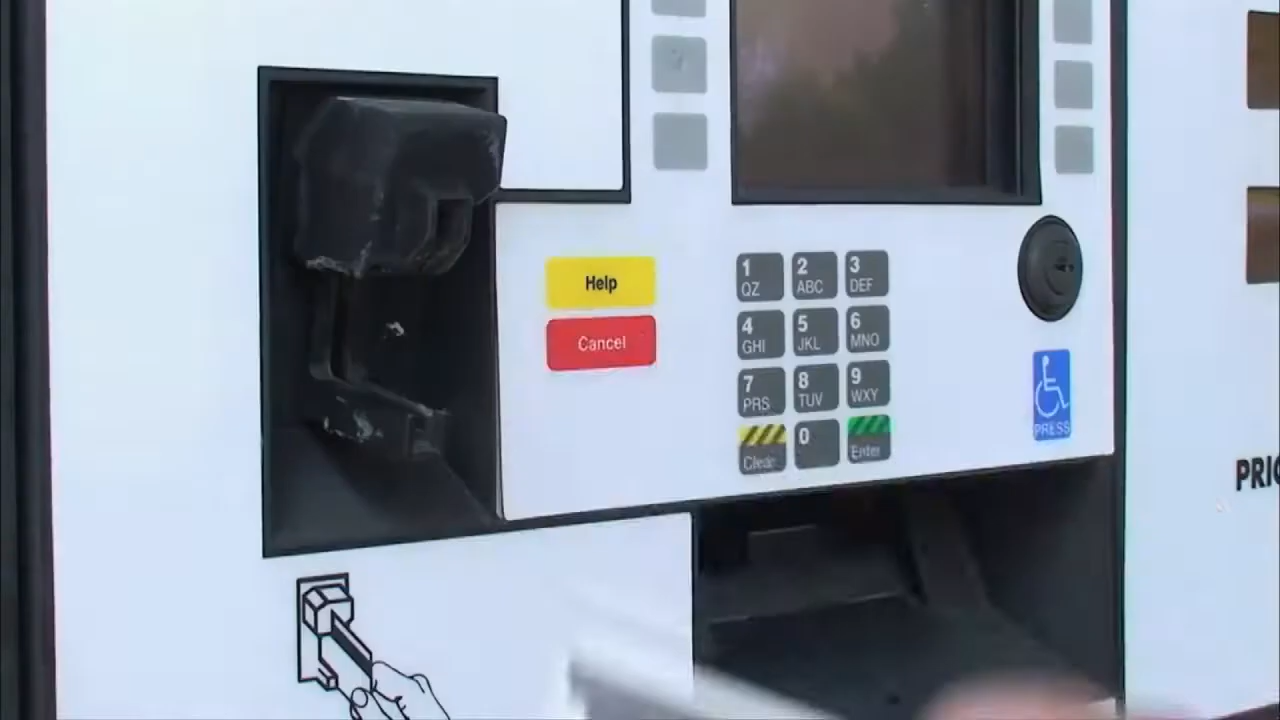 Help
Cancel
1 2 3
QZ ABC DEF
4 5 6
GHI JKL MNO
7 8 9
PRS TUV WXY
0
Clear Enter
PRESS
PRIC